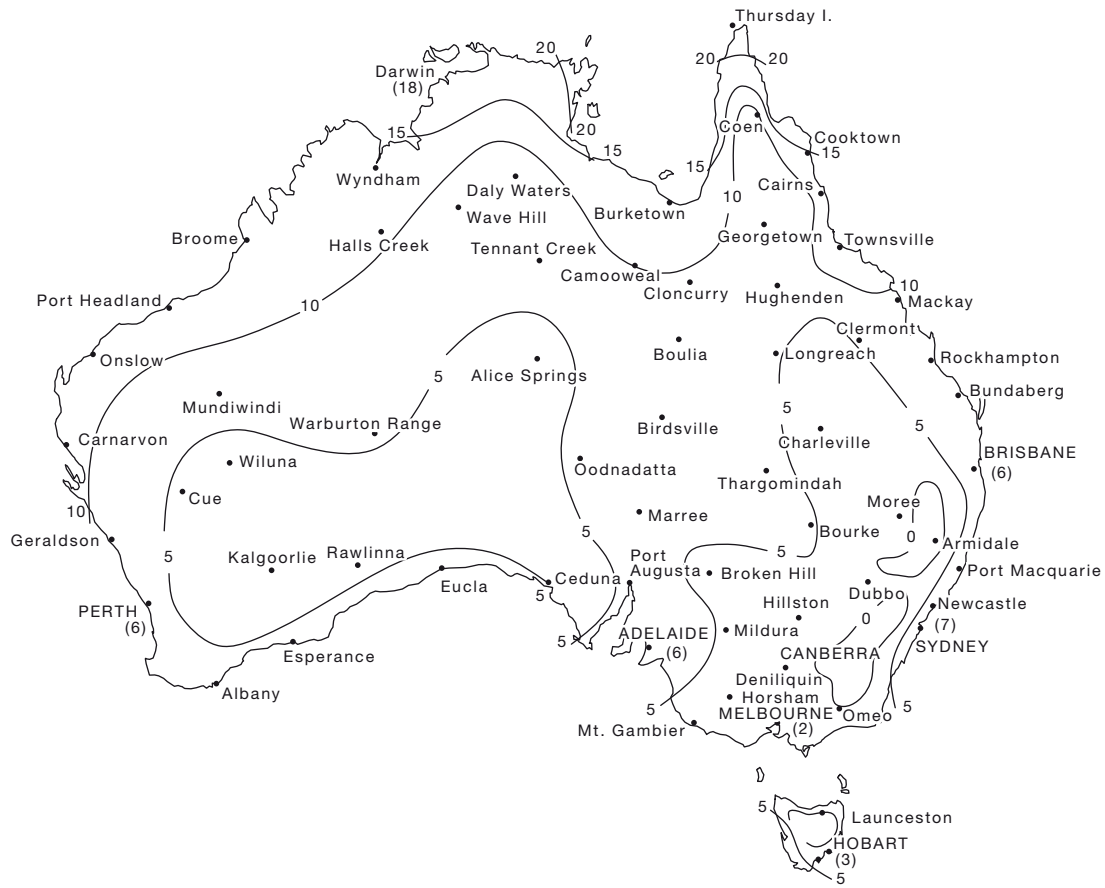 Thursday I.
20
20
20
Darwin
(18)
15
20
Coen
Cooktown
15
15
15
Wyndham
Daly Waters
Cairns
10
Wave Hill
Burketown
Broome
Halls Creek
Georgetown
Townsville
Tennant Creek
Camooweal
Cloncurry
Hughenden
10
Mackay
Port Headland
10
Clermont
Onslow
Boulia
Longreach
Rockhampton
5
Alice Springs
Bundaberg
Mundiwindi
5
Warburton Range
Birdsville
5
Carnarvon
Charleville
BRISBANE
(6)
Wiluna
Oodnadatta
Thargomindah
Cue
Moree
10
Marree
Bourke
5
0
Geraldson
Armidale
5
Kalgoorlie
Rawlinna
Port
Augusta
5
Eucla
Ceduna
Broken Hill
Port Macquarie
5
Dubbo
PERTH
(6)
Hillston
Newcastle
(7)
0
5
ADELAIDE
(6)
Mildura
SYDNEY
Esperance
CANBERRA
Deniliquin
Albany
Horsham
5
5
MELBOURNE
(2)
Omeo
Mt. Gambier
5
Launceston
HOBART
(3)
5